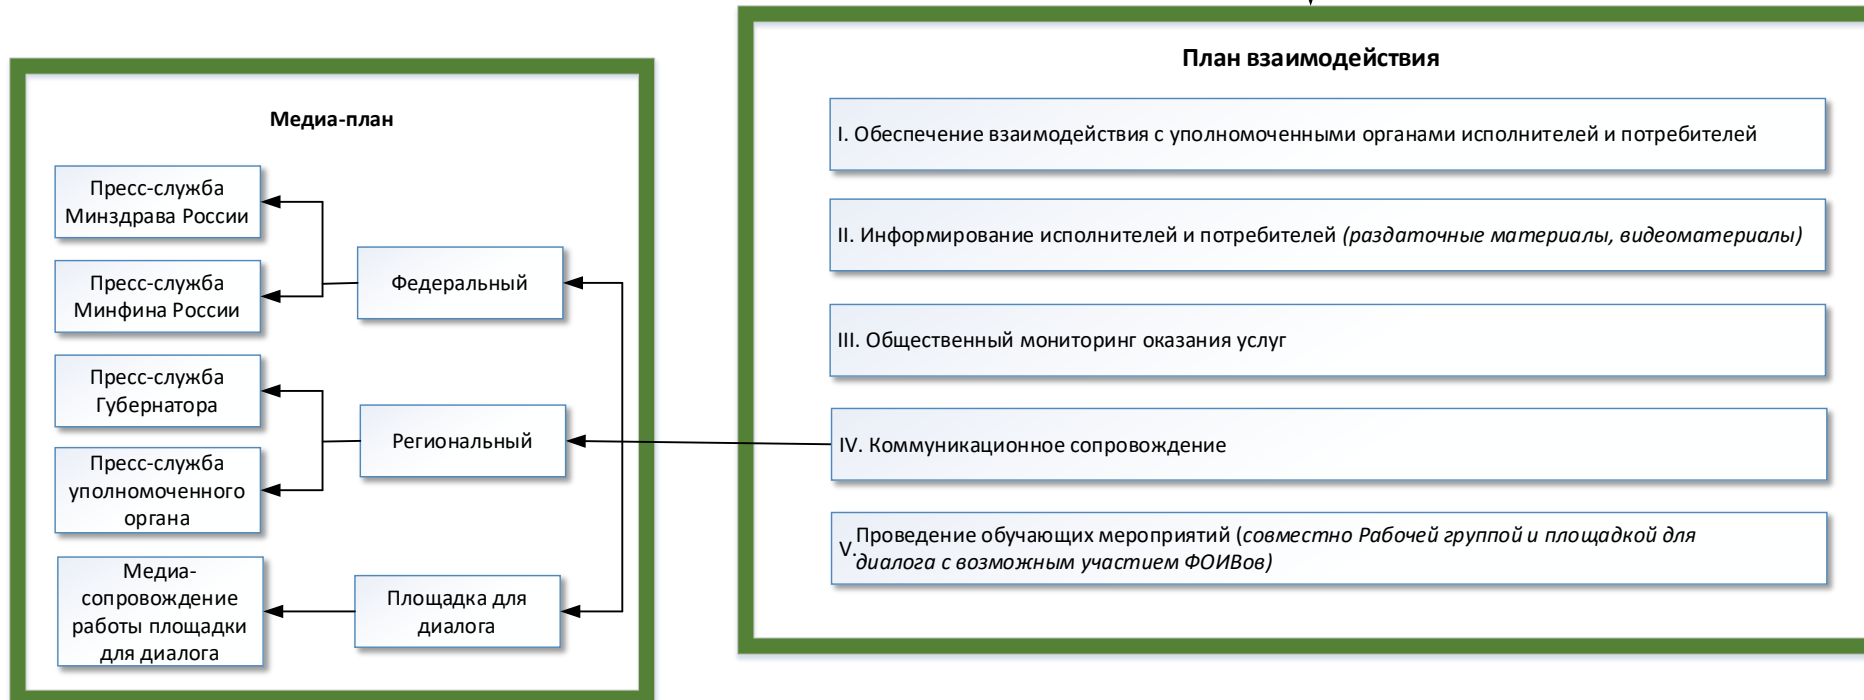 Медиа-план
Пресс-служба
Минздрава России
Пресс-служба
Минфина России
Пресс-служба
Губернатора
Пресс-служба
уполномоченного
органа
Медиа-
сопровождение
работы площадки
для диалога
Федеральный
Региональный
Площадка для
диалога
План взаимодействия
I. Обеспечение взаимодействия с уполномоченными органами исполнителей и потребителей
II. Информирование исполнителей и потребителей (раздаточные материалы, видеоматериалы)
III. Общественный мониторинг оказания услуг
IV. Коммуникационное сопровождение
V. Проведение обучающих мероприятий (совместно Рабочей группой и площадкой для
диалога с возможным участием ФОИВов)